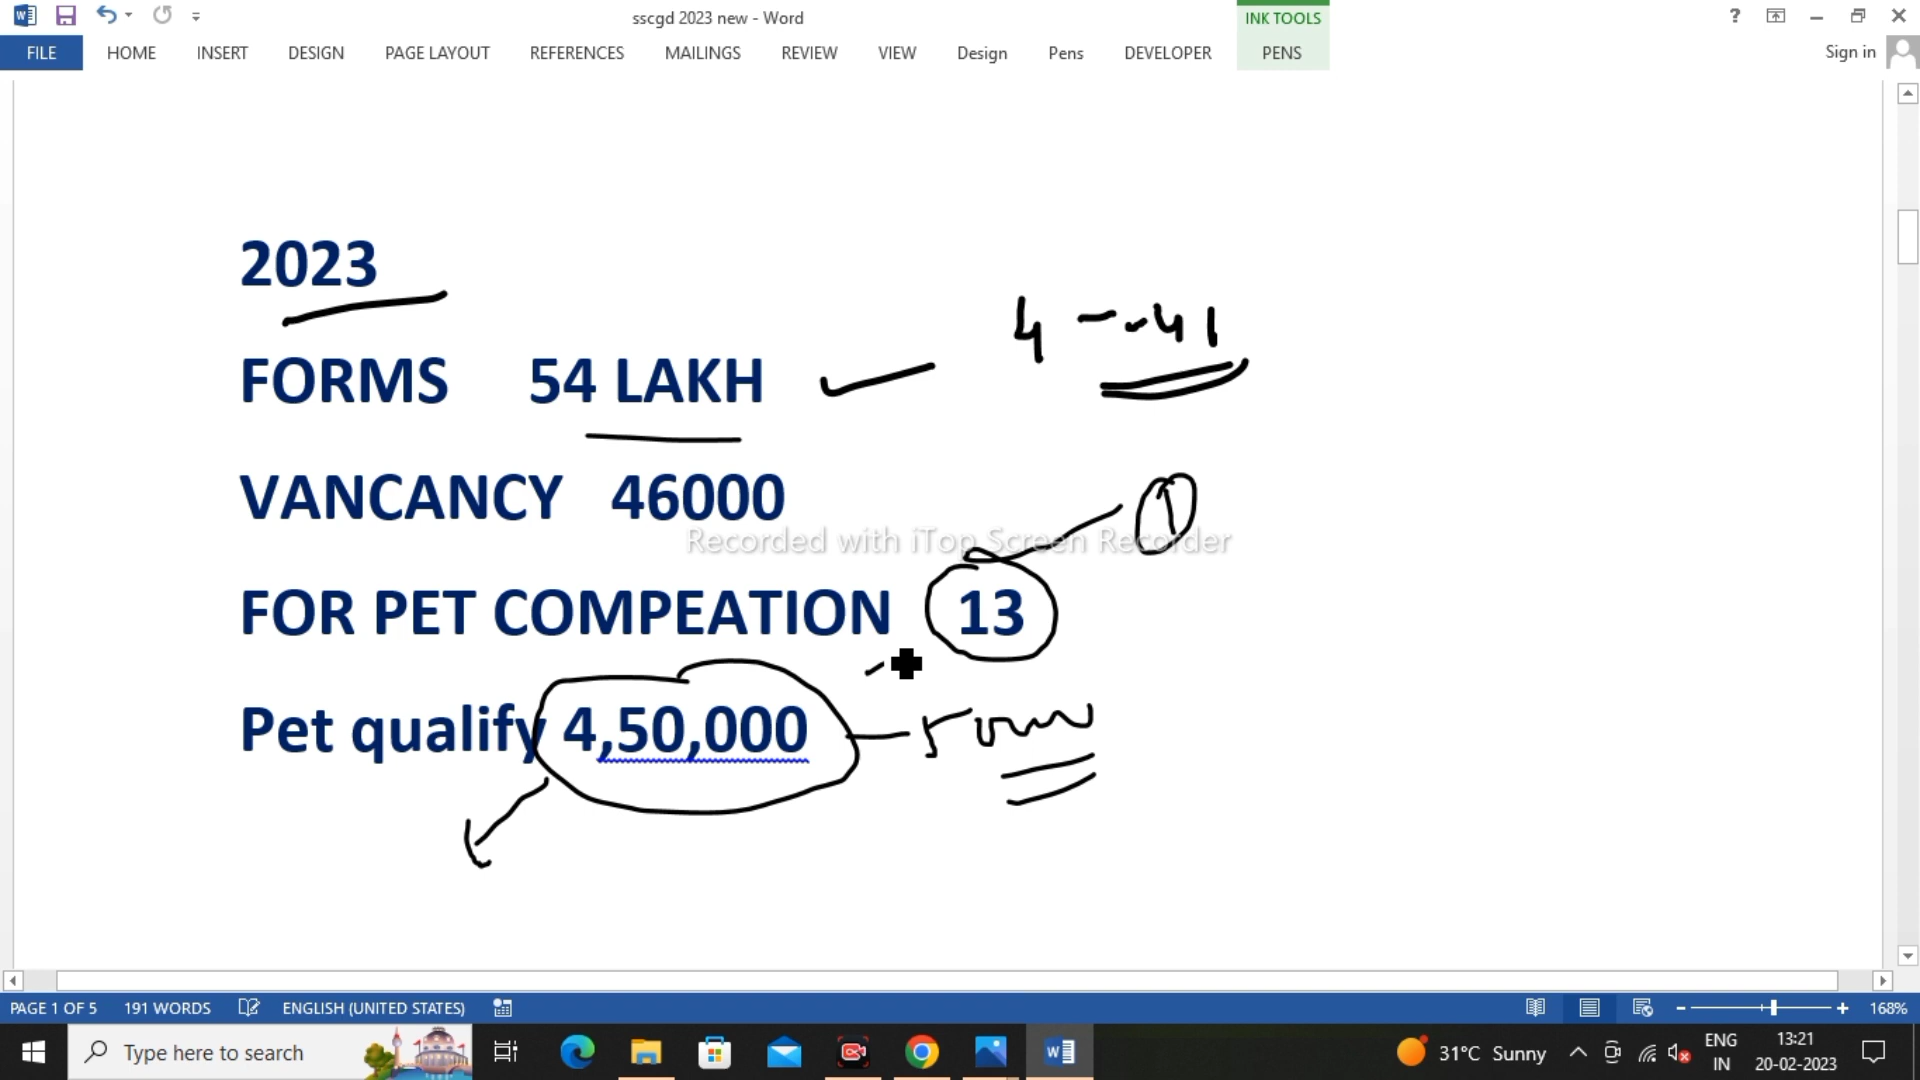 sscgd 2023 new - Word
INK TOOLS
?
FILE HOME INSERT DESIGN PAGE LAYOUT REFERENCES MAILINGS REVIEW VIEW Design Pens DEVELOPER PENS
Sign in
2023
4 --41
FORMS 54 LAKH
VANCANCY 46000
1
Recorded with iTop Screen Recorder
FOR PET COMPEATION 13
Pet qualify 4,50,000
PAGE 1 OF 5 191 WORDS ENGLISH (UNITED STATES) 168%
Type here to search
31°C Sunny
ENG
IN
13:21
20-02-2023